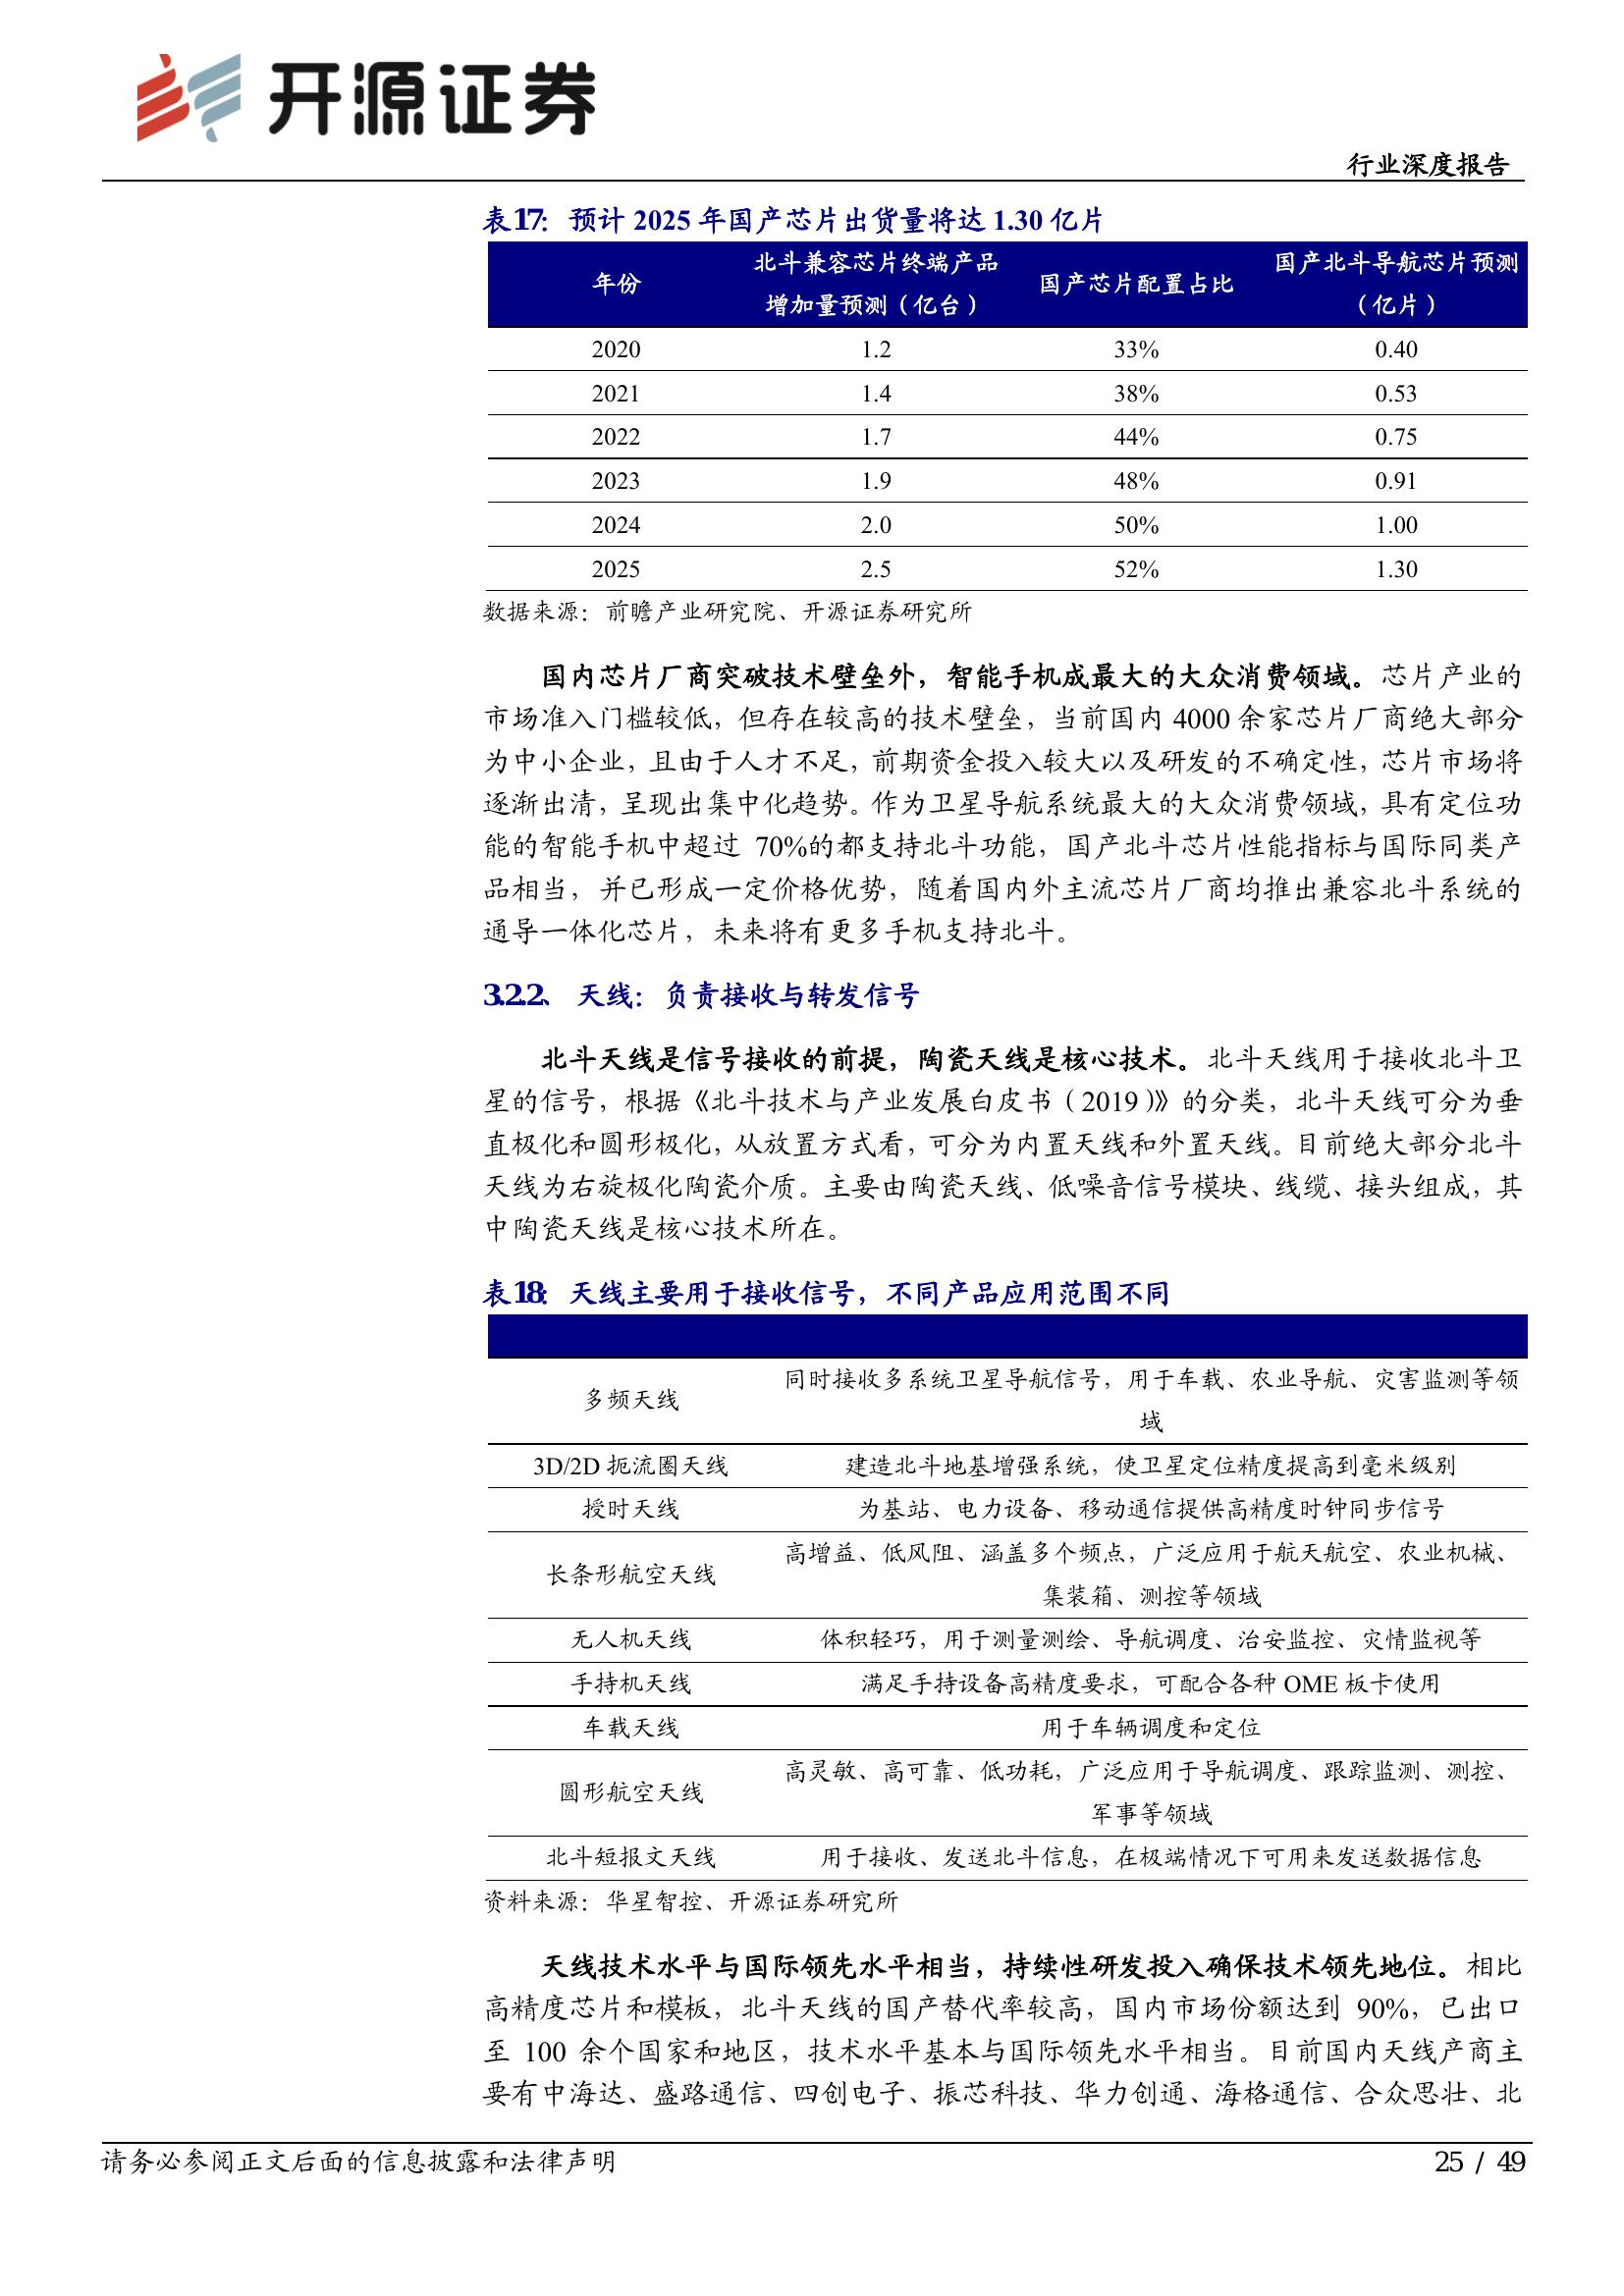 开源证券
行业深度报告
表17：预计 2025 年国产芯片出货量将达 1.30 亿片
年份 北斗兼容芯片终端产品增加量预测（亿台） 国产芯片配置占比 国产北斗导航芯片预测（亿片）
2020 1.2 33% 0.40
2021 1.4 38% 0.53
2022 1.7 44% 0.75
2023 1.9 48% 0.91
2024 2.0 50% 1.00
2025 2.5 52% 1.30
数据来源：前瞻产业研究院、开源证券研究所
国内芯片厂商突破技术壁垒外，智能手机成最大的大众消费领域。芯片产业的
市场准入门槛较低，但存在较高的技术壁垒，当前国内 4000 余家芯片厂商绝大部分
为中小企业，且由于人才不足，前期资金投入较大以及研发的不确定性，芯片市场将
逐渐出清，呈现出集中化趋势。作为卫星导航系统最大的大众消费领域，具有定位功
能的智能手机中超过 70%的都支持北斗功能，国产北斗芯片性能指标与国际同类产
品相当，并已形成一定价格优势，随着国内外主流芯片厂商均推出兼容北斗系统的
通导一体化芯片，未来将有更多手机支持北斗。
3.2.2、 天线：负责接收与转发信号
北斗天线是信号接收的前提，陶瓷天线是核心技术。北斗天线用于接收北斗卫
星的信号，根据《北斗技术与产业发展白皮书（2019）》的分类，北斗天线可分为垂
直极化和圆形极化，从放置方式看，可分为内置天线和外置天线。目前绝大部分北斗
天线为右旋极化陶瓷介质。主要由陶瓷天线、低噪音信号模块、线缆、接头组成，其
中陶瓷天线是核心技术所在。
表18：天线主要用于接收信号，不同产品应用范围不同
多频天线 同时接收多系统卫星导航信号，用于车载、农业导航、灾害监测等领
域
3D/2D 扼流圈天线 建造北斗地基增强系统，使卫星定位精度提高到毫米级别
授时天线 为基站、电力设备、移动通信提供高精度时钟同步信号
长条形航空天线 高增益、低风阻、涵盖多个频点，广泛应用于航天航空、农业机械、
集装箱、测控等领域
无人机天线 体积轻巧，用于测量测绘、导航调度、治安监控、灾情监视等
手持机天线 满足手持设备高精度要求，可配合各种 OME 板卡使用
车载天线 用于车辆调度和定位
圆形航空天线 高灵敏、高可靠、低功耗，广泛应用于导航调度、跟踪监测、测控、
军事等领域
北斗短报文天线 用于接收、发送北斗信息，在极端情况下可用来发送数据信息
资料来源：华星智控、开源证券研究所
天线技术水平与国际领先水平相当，持续性研发投入确保技术领先地位。相比
高精度芯片和模板，北斗天线的国产替代率较高，国内市场份额达到 90%，已出口
至 100 余个国家和地区，技术水平基本与国际领先水平相当。目前国内天线产商主
要有中海达、盛路通信、四创电子、振芯科技、华力创通、海格通信、合众思壮、北
请务必参阅正文后面的信息披露和法律声明
25 / 49